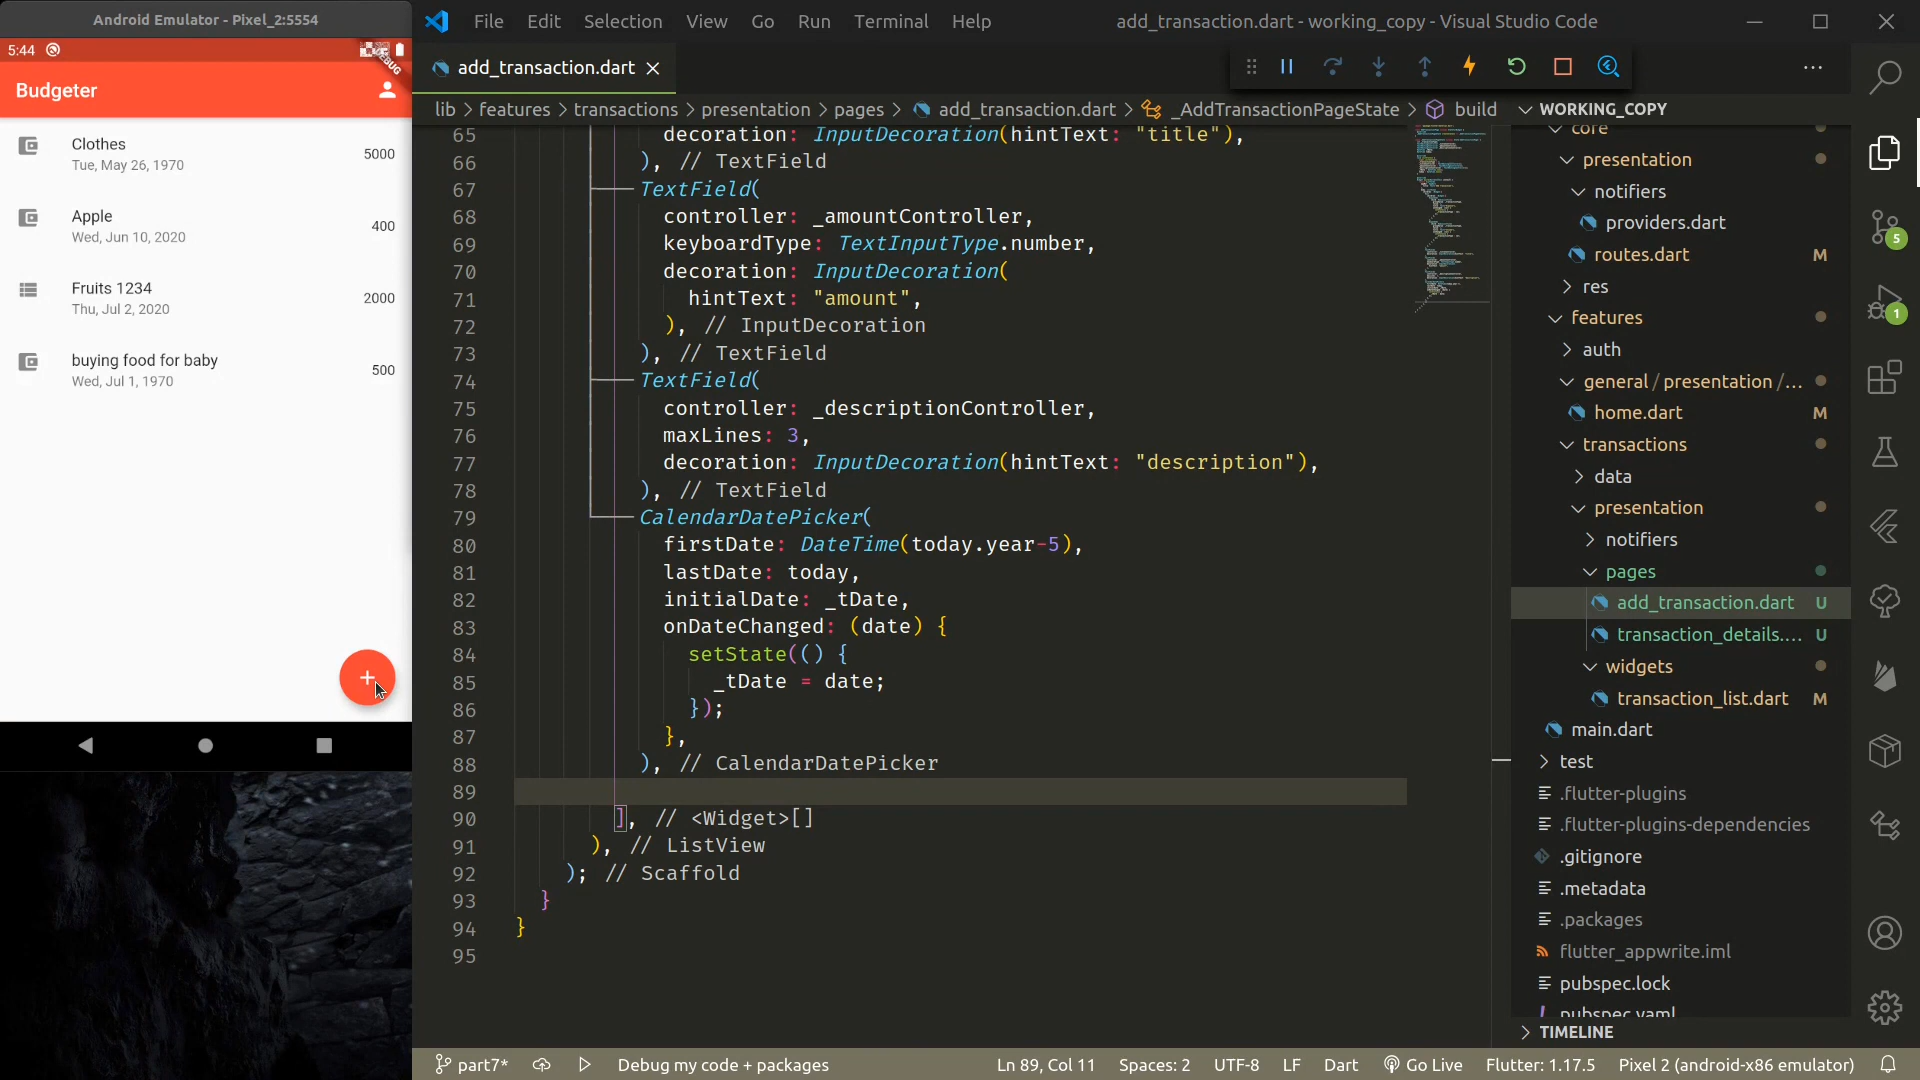 Android Emulator - Pixel_2:5554
5:44
DEBUG
Budgeter
Clothes
Tue, May 26, 1970
5000
Apple
Wed, Jun 10, 2020
400
Fruits 1234
Thu, Jul 2, 2020
2000
buying food for baby
Wed, Jul 1, 1970
500
+
File Edit Selection View Go Run Terminal Help
add_transaction.dart - working_copy - Visual Studio Code
add_transaction.dart
lib > features > transactions > presentation > pages > add_transaction.dart > _AddTransactionPageState > build
65 decoration: InputDecoration(hintText: "title"),
66 ), // TextField
67 TextField(
68 controller: _amountController,
69 keyboardType: TextInputType.number,
70 decoration: InputDecoration(
71 hintText: "amount",
72 ), // InputDecoration
73 ), // TextField
74 TextField(
75 controller: _descriptionController,
76 maxLines: 3,
77 decoration: InputDecoration(hintText: "description"),
78 ), // TextField
79 CalendarDatePicker(
80 firstDate: DateTime(today.year-5),
81 lastDate: today,
82 initialDate: _tDate,
83 onDateChanged: (date) {
84 setState(() {
85 _tDate = date;
86 });
87 },
88 ), // CalendarDatePicker
89
90 ], // <Widget>[]
91 ), // ListView
92 ); // Scaffold
93 }
94 }
95
WORKING_COPY
core
presentation
notifiers
providers.dart
routes.dart M
res
features
auth
general/presentation/...
home.dart M
transactions
data
presentation
notifiers
pages
add_transaction.dart U
transaction_details.... U
widgets
transaction_list.dart M
main.dart
test
.flutter-plugins
.flutter-plugins-dependencies
.gitignore
.metadata
.packages
flutter_appwrite.iml
pubspec.lock
pubspec.yaml
TIMELINE
5
1
part7* Debug my code + packages Ln 89, Col 11 Spaces: 2 UTF-8 LF Dart Go Live Flutter: 1.17.5 Pixel 2 (android-x86 emulator)